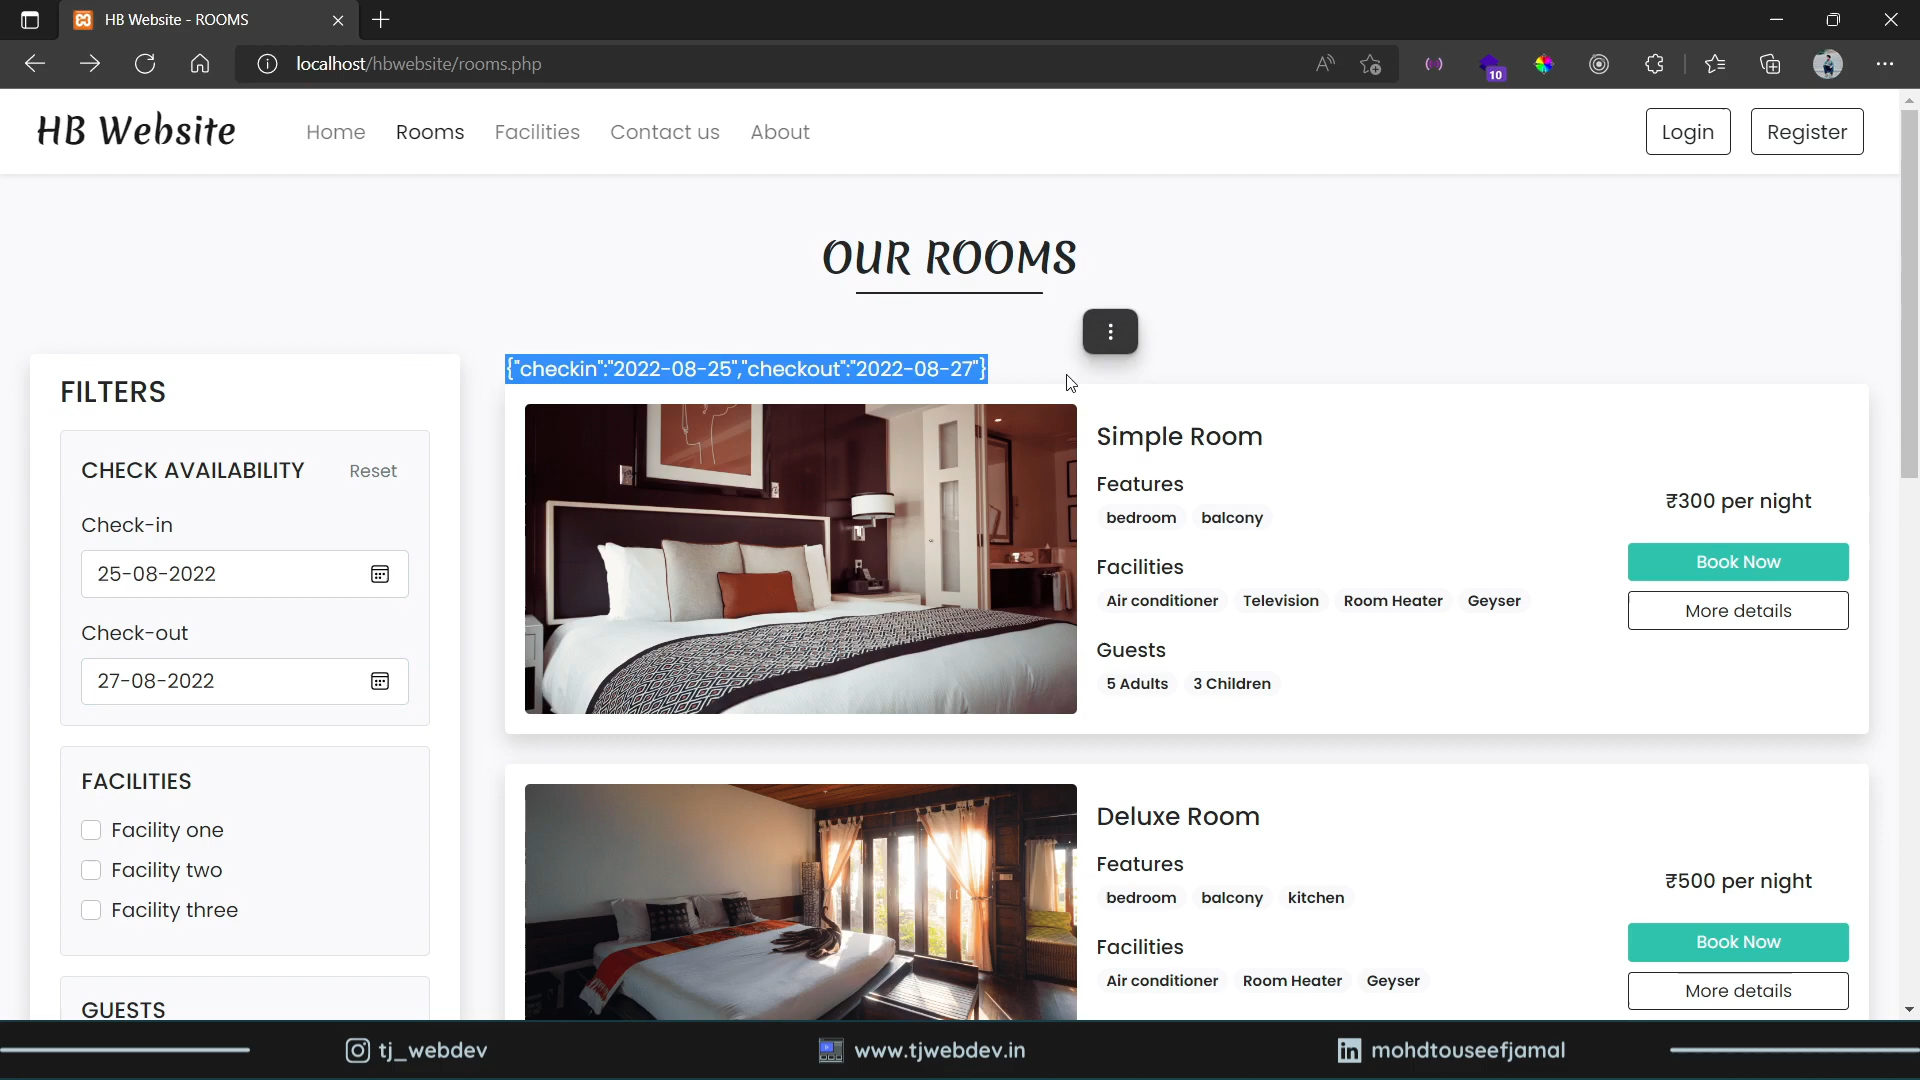 HB Website - ROOMS
localhost/hbwebsite/rooms.php
10
HB Website
Home
Rooms
Facilities
Contact us
About
Login
Register
OUR ROOMS
{"checkin":"2022-08-25","checkout":"2022-08-27"}
FILTERS
CHECK AVAILABILITY
Reset
Check-in
25-08-2022
Check-out
27-08-2022
FACILITIES
Facility one
Facility two
Facility three
GUESTS
Simple Room
Features
bedroom balcony
Facilities
Air conditioner Television Room Heater Geyser
Guests
5 Adults 3 Children
₹300 per night
Book Now
More details
Deluxe Room
Features
bedroom balcony kitchen
Facilities
Air conditioner Room Heater Geyser
₹500 per night
Book Now
More details
tj_webdev
www.tjwebdev.in
mohdtouseefjamal